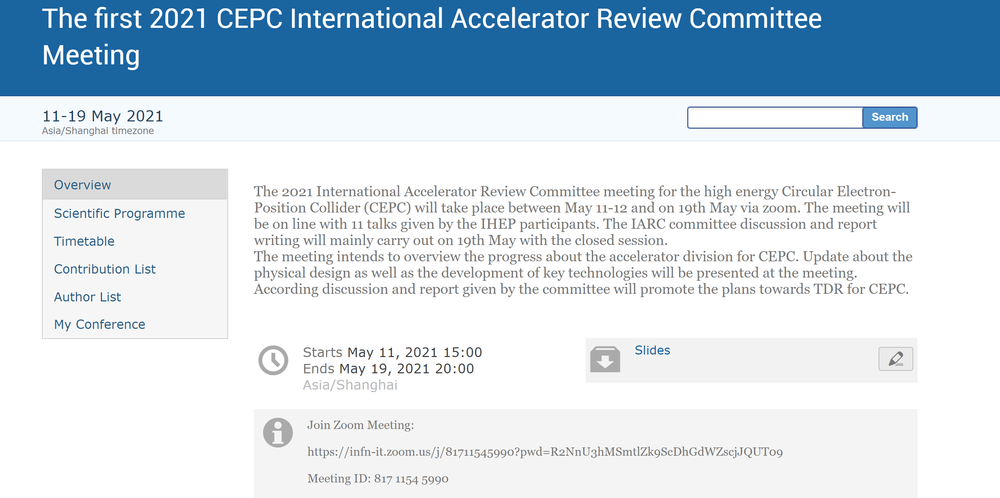 The first 2021 CEPC International Accelerator Review Committee
Meeting
11-19 May 2021
Asia/Shanghai timezone
Search
Overview
Scientific Programme
Timetable
Contribution List
Author List
My Conference
The 2021 International Accelerator Review Committee meeting for the high energy Circular Electron-
Position Collider (CEPC) will take place between May 11-12 and on 19th May via zoom. The meeting will
be on line with 11 talks given by the IHEP participants. The IARC committee discussion and report
writing will mainly carry out on 19th May with the closed session.
The meeting intends to overview the progress about the accelerator division for CEPC. Update about the
physical design as well as the development of key technologies will be presented at the meeting.
According discussion and report given by the committee will promote the plans towards TDR for CEPC.
Starts May 11, 2021 15:00
Ends May 19, 2021 20:00
Asia/Shanghai
Slides
Join Zoom Meeting:
https://infn-it.zoom.us/j/81711545990?pwd=R2NnU3hMSmtlZk9ScDhGdWZscjJQUT09
Meeting ID: 817 1154 5990